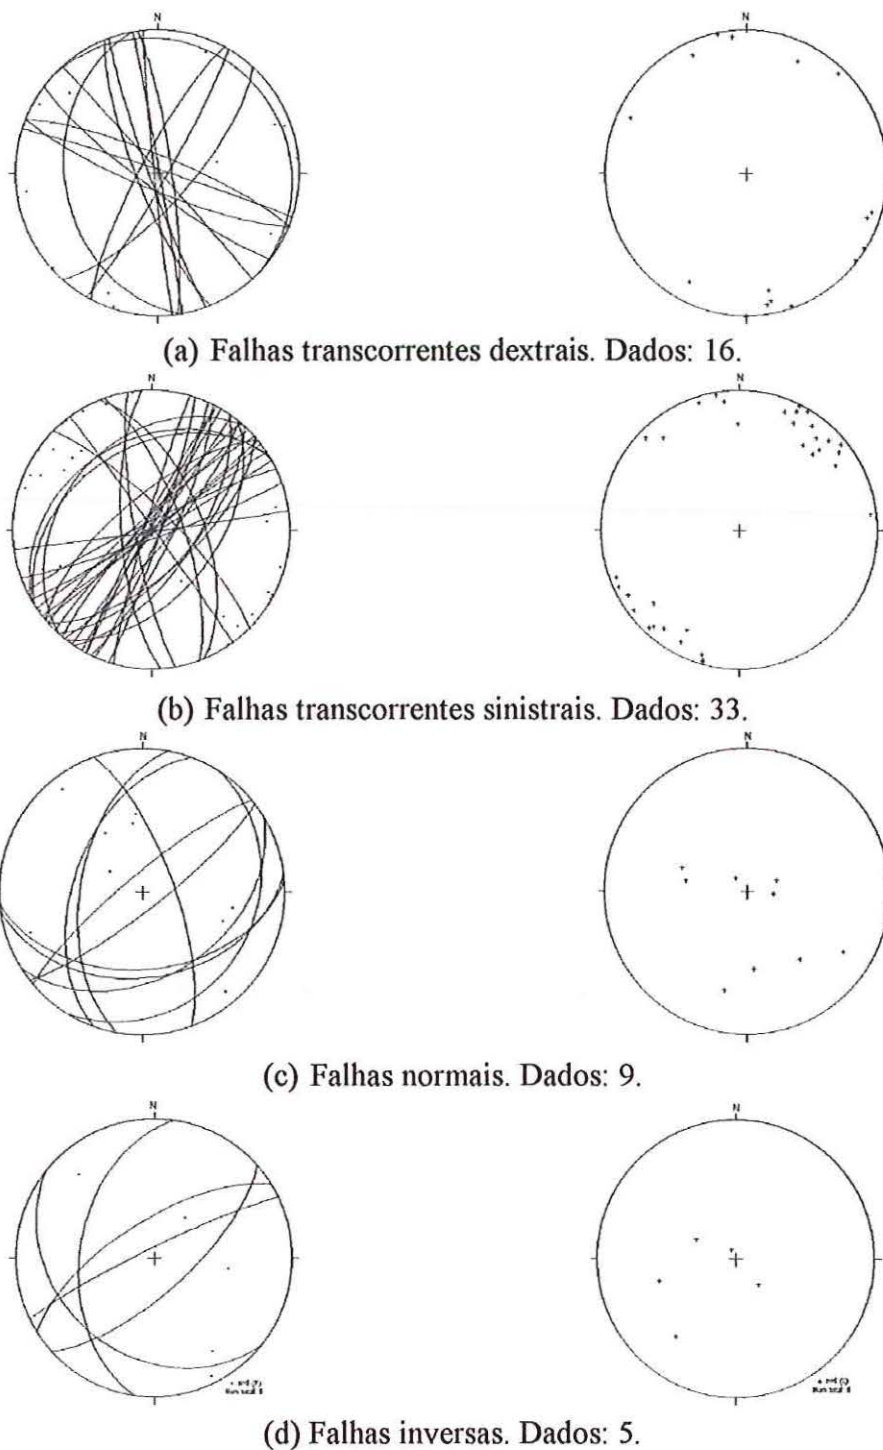 N
N
(a) Falhas transcorrentes dextrais. Dados: 16.
N
N
(b) Falhas transcorrentes sinistrais. Dados: 33.
N
N
(c) Falhas normais. Dados: 9.
N
N
(d) Falhas inversas. Dados: 5.